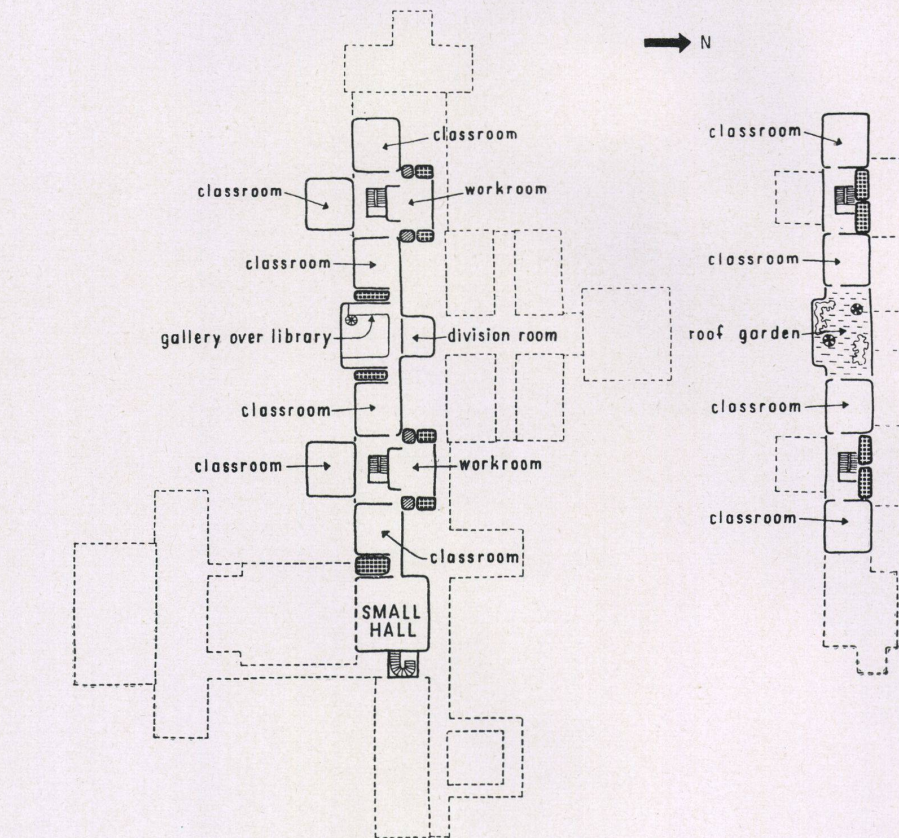 N
classroom
classroom
workroom
classroom
gallery over library
division room
classroom
classroom
workroom
classroom
SMALL
HALL
classroom
classroom
roof garden
classroom
classroom